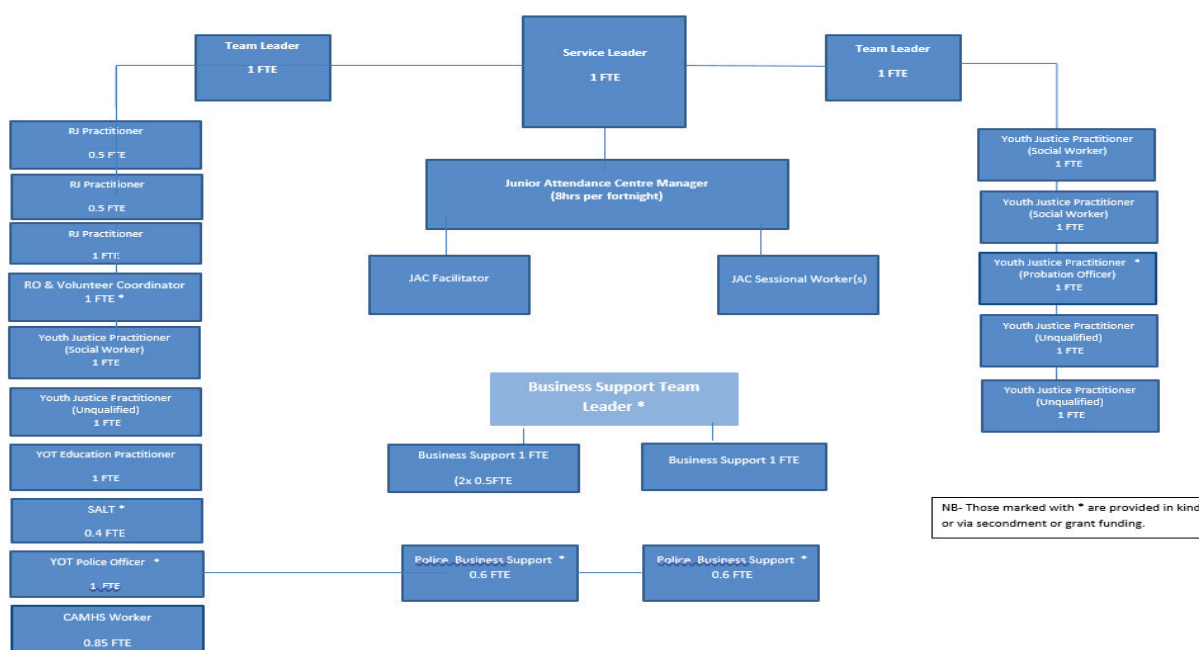 Team Leader
1 FTE
Service Leader
1 FTE
Team Leader
1 FTE
RJ Practitioner
0.5 FTE
RJ Practitioner
0.5 FTE
RJ Practitioner
1 FTE
RO & Volunteer Coordinator
1 FTE *
Youth Justice Practitioner
(Social Worker)
1 FTE
Youth Justice Practitioner
(Unqualified)
1 FTE
YOT Education Practitioner
1 FTE
SALT *
0.4 FTE
YOT Police Officer *
1 FTE
CAMHS Worker
0.85 FTE
Junior Attendance Centre Manager
(8hrs per fortnight)
JAC Facilitator
JAC Sessional Worker(s)
Business Support Team
Leader *
Business Support 1 FTE
(2x 0.5FTE
Business Support 1 FTE
Police Business Support *
0.6 FTE
Police Business Support *
0.6 FTE
Youth Justice Practitioner
(Social Worker)
1 FTE
Youth Justice Practitioner
(Social Worker)
1 FTE
Youth Justice Practitioner *
(Probation Officer)
1 FTE
Youth Justice Practitioner
(Unqualified)
1 FTE
Youth Justice Practitioner
(Unqualified)
1 FTE
NB- Those marked with * are provided in kind
or via secondment or grant funding.